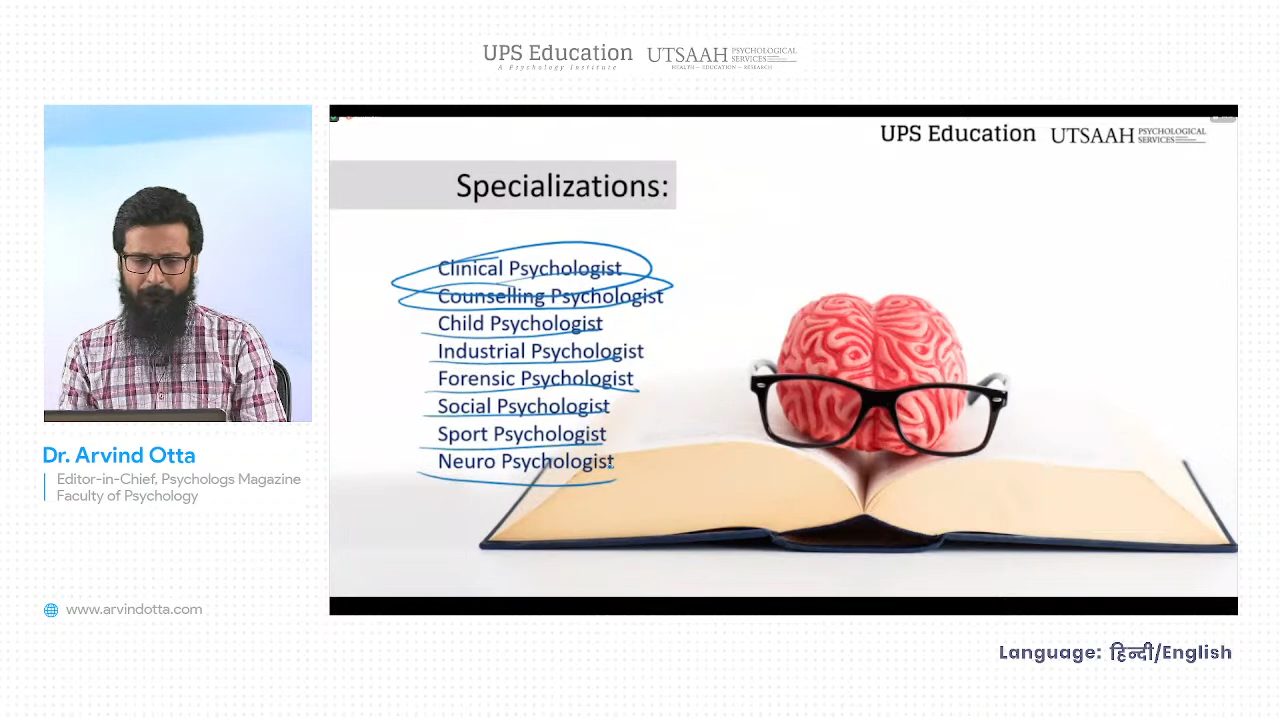 UPS Education
A Psychology Institute
UTSAAH PSYCHOLOGICAL SERVICES
HEALTH – EDUCATION – RESEARCH
UPS Education UTSAAH PSYCHOLOGICAL SERVICES
Specializations:
Clinical Psychologist
Counselling Psychologist
Child Psychologist
Industrial Psychologist
Forensic Psychologist
Social Psychologist
Sport Psychologist
Neuro Psychologist
Dr. Arvind Otta
Editor-in-Chief, Psychologs Magazine
Faculty of Psychology
www.arvindotta.com
Language: हिन्दी/English